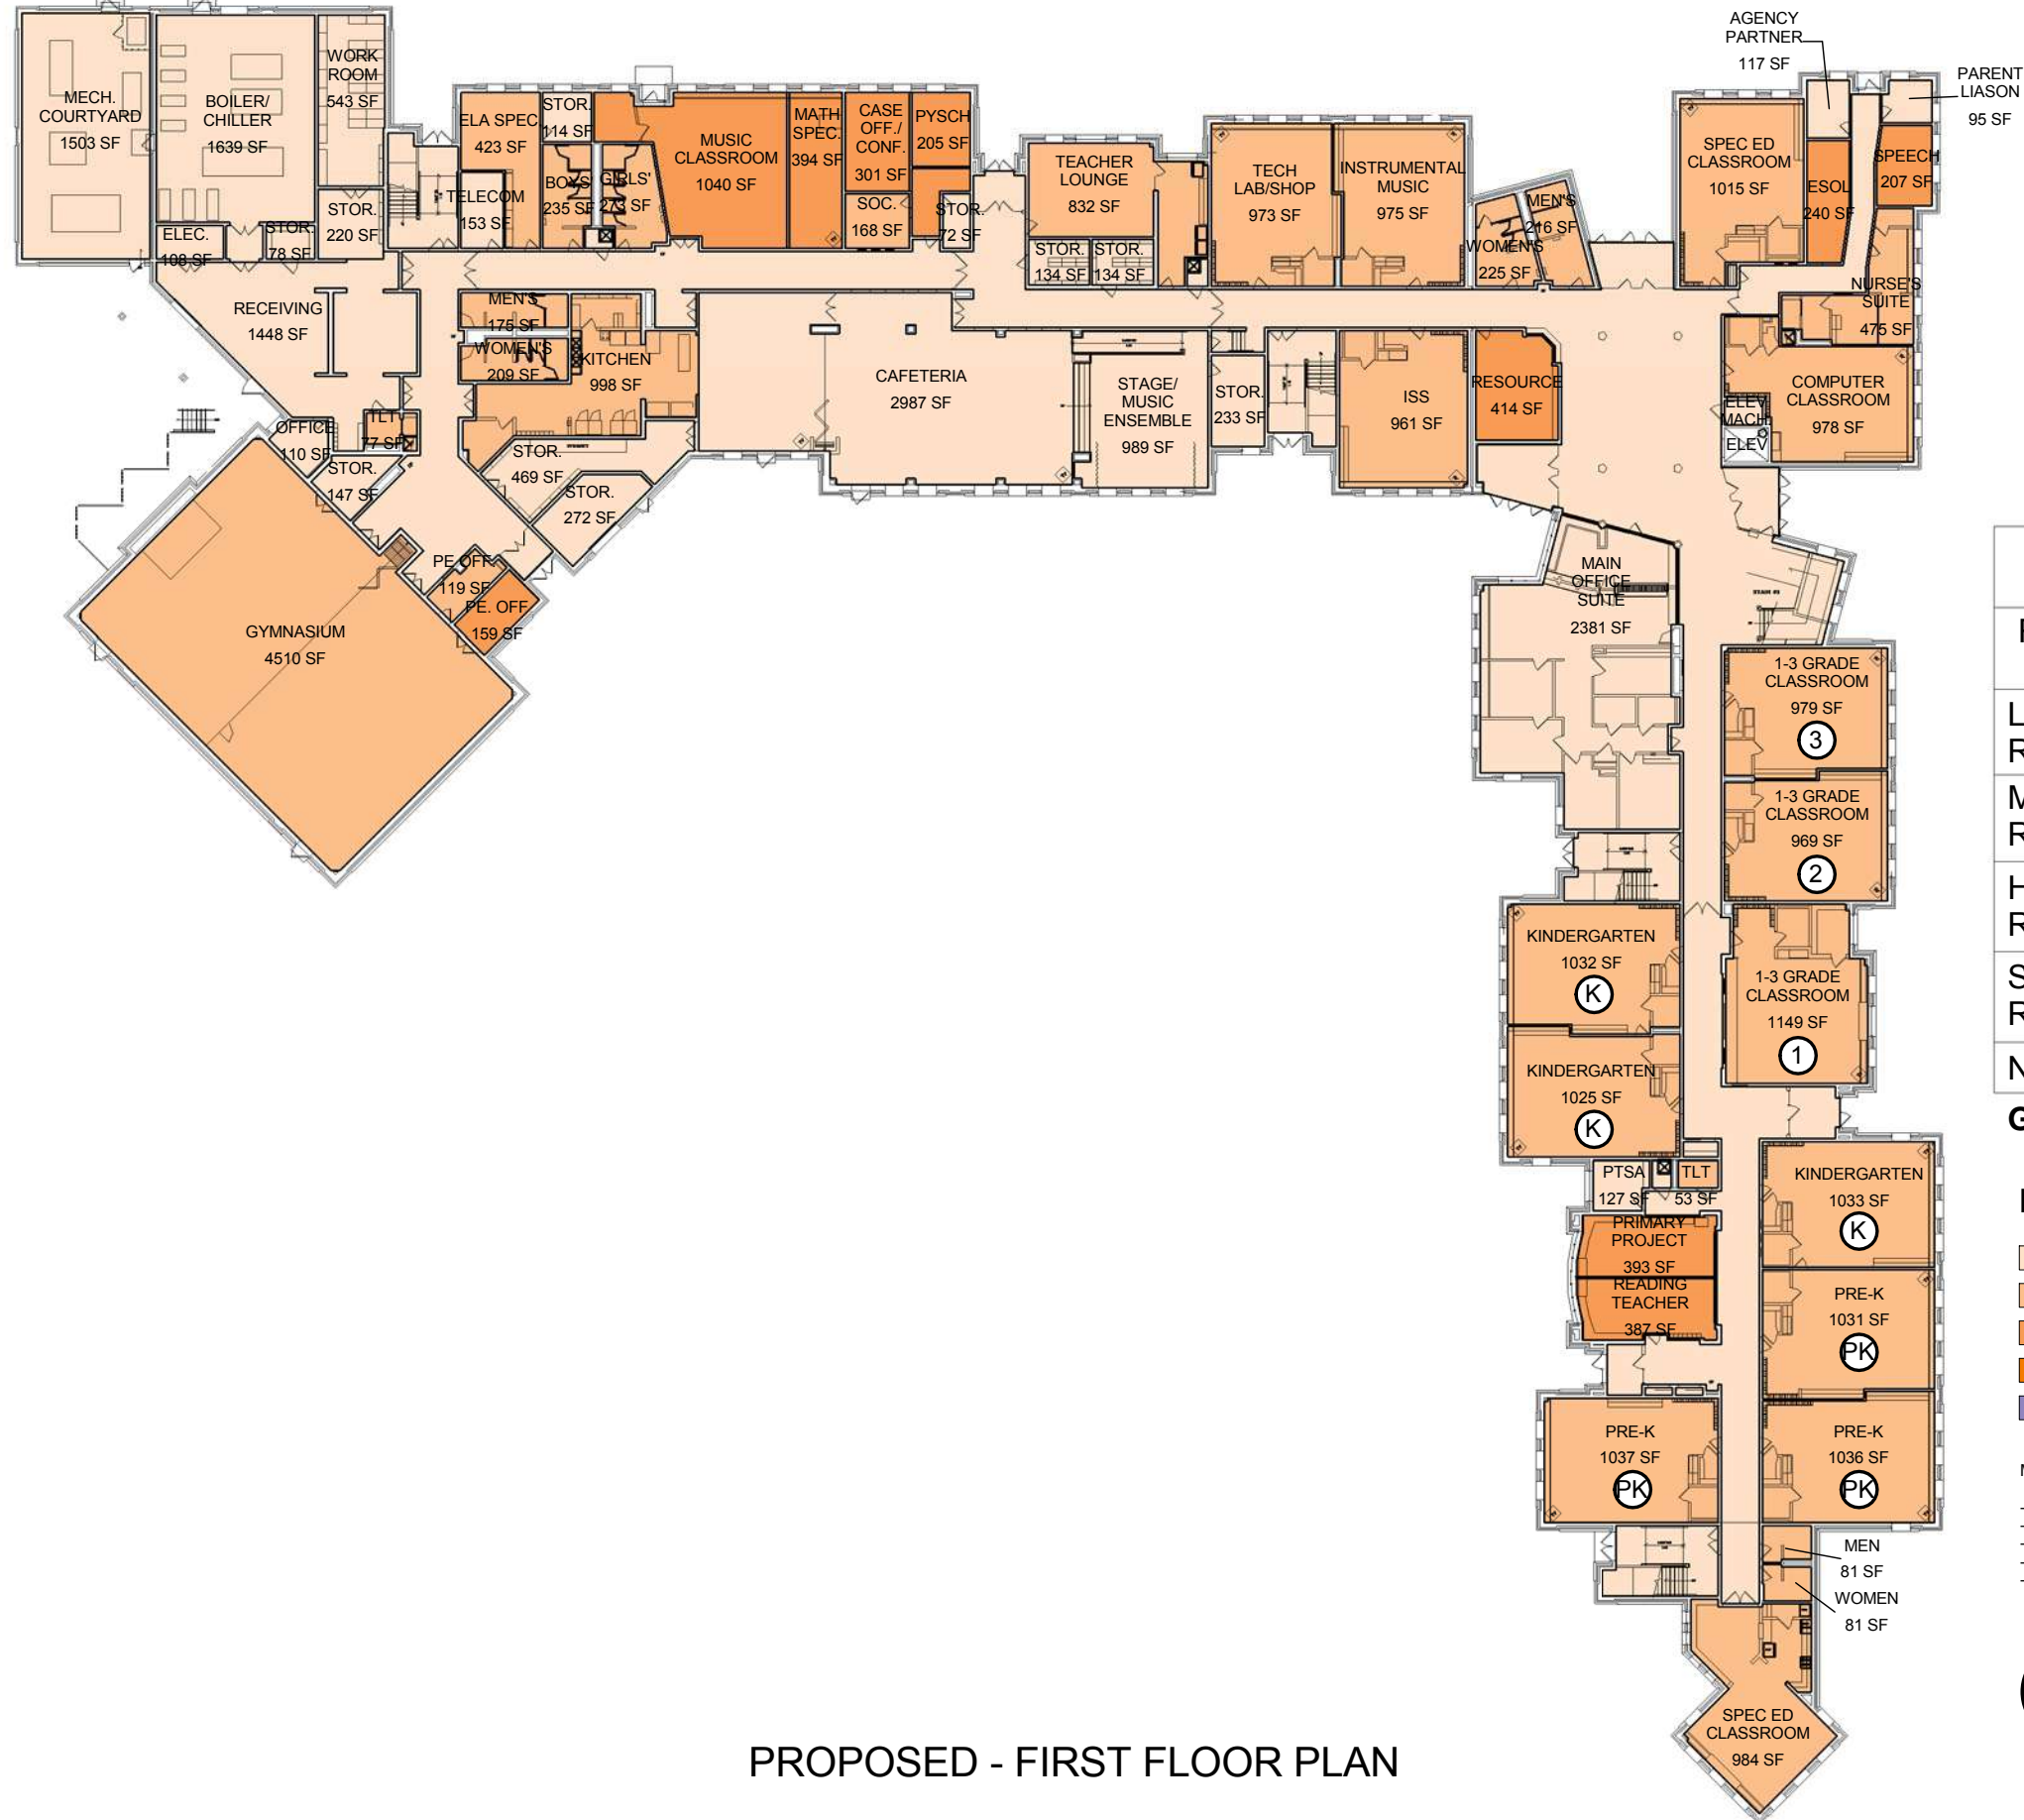 AGENCY
PARTNER
117 SF
PARENT
LIASON
95 SF
MECH.
COURTYARD
1503 SF
BOILER/
CHILLER
1639 SF
WORK
ROOM
543 SF
ELEC.
108 SF
STOR.
78 SF
STOR.
220 SF
ELA SPEC
423 SF
TELECOM
153 SF
STOR.
114 SF
BOYS'
235 SF
GIRLS'
273 SF
MUSIC
CLASSROOM
1040 SF
MATH
SPEC.
394 SF
CASE
OFF./
CONF.
301 SF
PYSCH
205 SF
SOC.
168 SF
STOR.
72 SF
TEACHER
LOUNGE
832 SF
STOR.
134 SF
STOR.
134 SF
TECH
LAB/SHOP
973 SF
INSTRUMENTAL
MUSIC
975 SF
WOMEN'S
225 SF
MEN'S
216 SF
SPEC ED
CLASSROOM
1015 SF
ESOL
240 SF
SPEECH
207 SF
NURSE'S
SUITE
475 SF
RECEIVING
1448 SF
MEN'S
175 SF
WOMEN'S
209 SF
KITCHEN
998 SF
CAFETERIA
2987 SF
STAGE/
MUSIC
ENSEMBLE
989 SF
STOR.
233 SF
ISS
961 SF
RESOURCE
414 SF
COMPUTER
CLASSROOM
978 SF
ELEV
MACH.
ELEV
OFFICE
110 SF
TLT
77 SF
STOR.
147 SF
STOR.
469 SF
STOR.
272 SF
PE OFF.
119 SF
PE. OFF
159 SF
GYMNASIUM
4510 SF
MAIN
OFFICE
SUITE
2381 SF
1-3 GRADE
CLASSROOM
979 SF
3
1-3 GRADE
CLASSROOM
969 SF
2
KINDERGARTEN
1032 SF
K
1-3 GRADE
CLASSROOM
1149 SF
1
KINDERGARTEN
1025 SF
K
PTSA
127 SF
TLT
53 SF
KINDERGARTEN
1033 SF
K
PRIMARY
PROJECT
393 SF
READING
TEACHER
387 SF
PRE-K
1031 SF
PK
PRE-K
1037 SF
PK
PRE-K
1036 SF
PK
MEN
81 SF
WOMEN
81 SF
SPEC ED
CLASSROOM
984 SF
PROPOSED - FIRST FLOOR PLAN